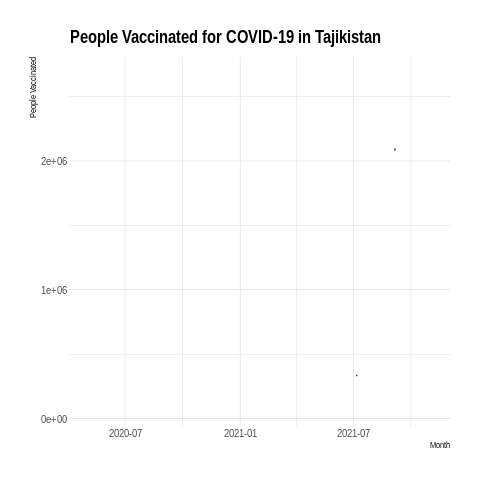 People Vaccinated for COVID-19 in Tajikistan
People Vaccinated
2e+06
1e+06
0e+00
2020-07
2021-01
2021-07
Month